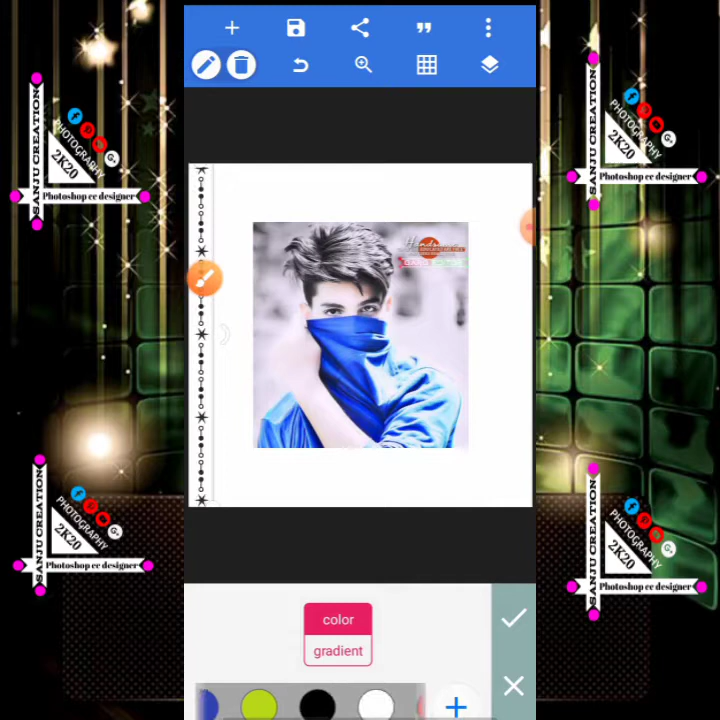 SANJU CREATION
PHOTOGRAPHY
2K20
Photoshop cc designer
SANJU CREATION
PHOTOGRAPHY
2K20
Photoshop cc designer
color
gradient
SANJU CREATION
PHOTOGRAPHY
2K20
Photoshop cc designer
SANJU CREATION
PHOTOGRAPHY
2K20
Photoshop cc designer